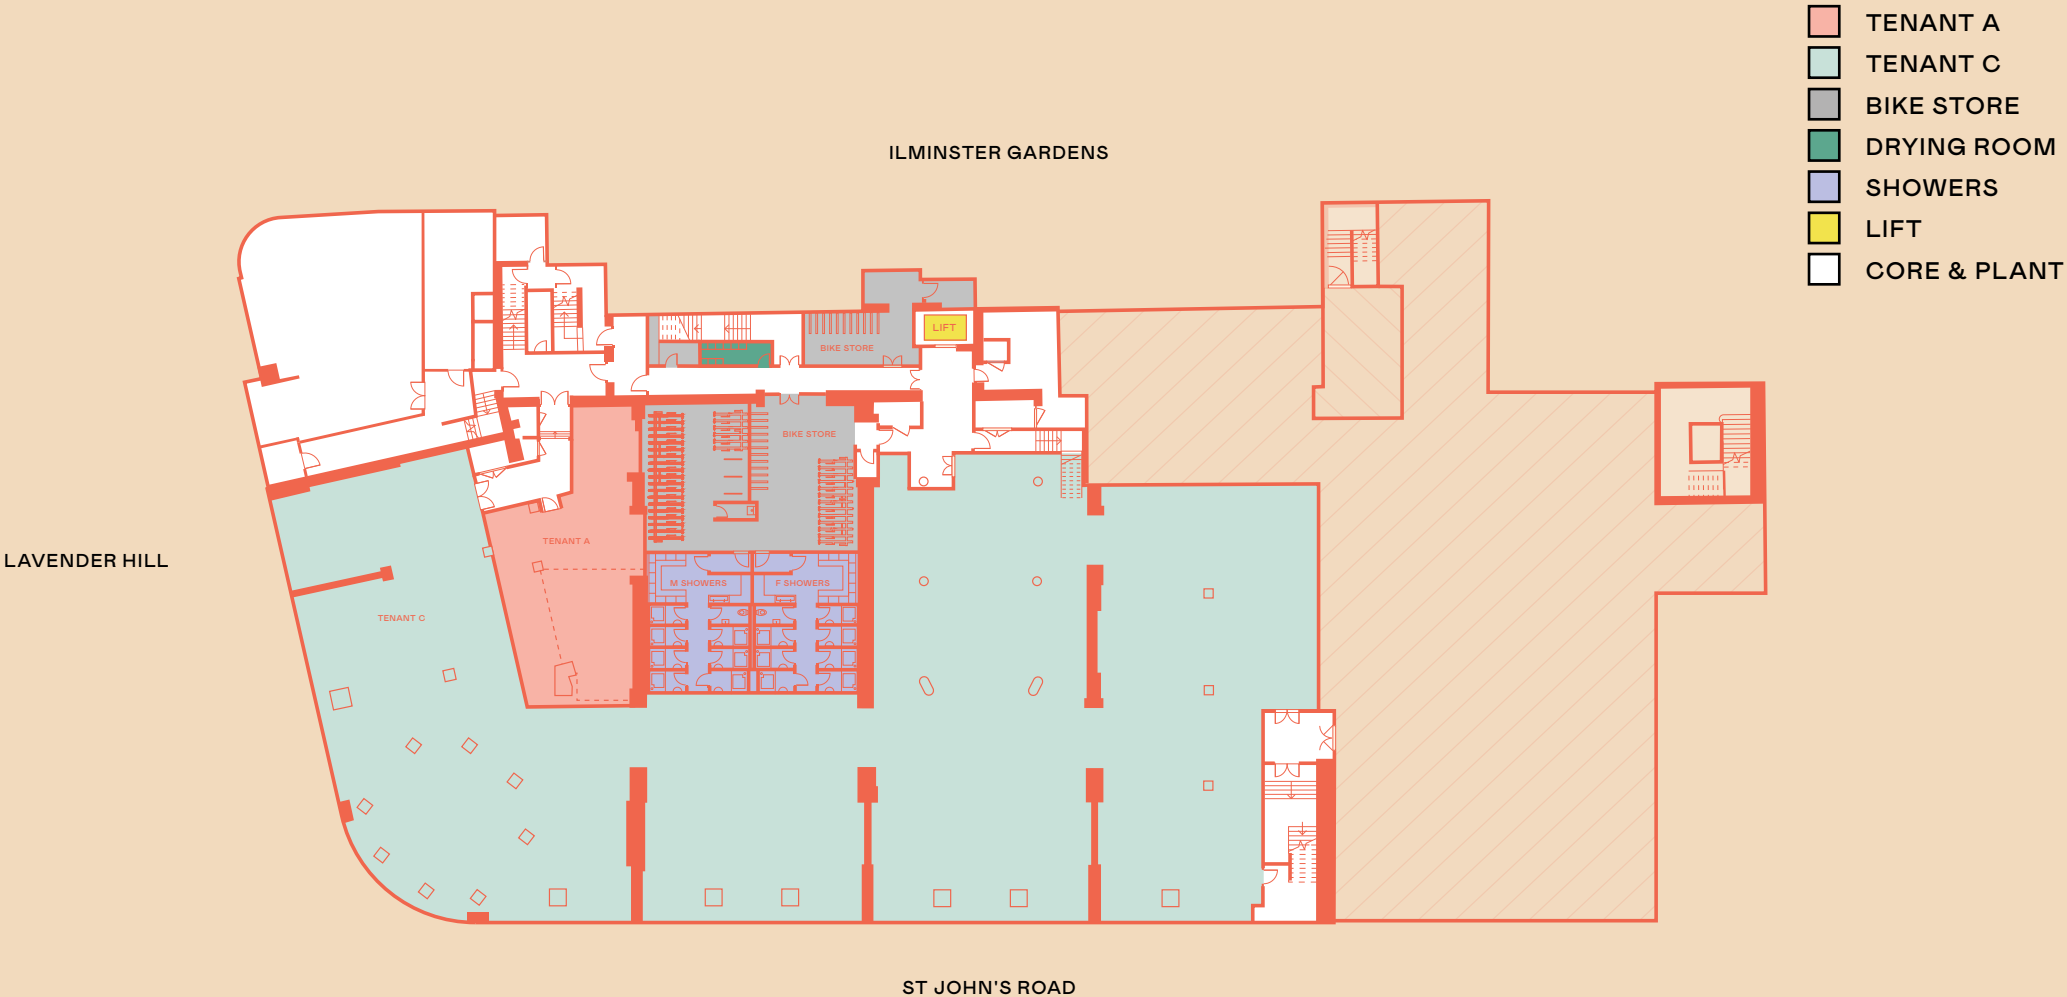 TENANT A
TENANT C
BIKE STORE
DRYING ROOM
SHOWERS
LIFT
CORE & PLANT
ILMINSTER GARDENS
LIFT
BIKE STORE
BIKE STORE
TENANT A
LAVENDER HILL
M SHOWERS
F SHOWERS
TENANT C
ST JOHN'S ROAD